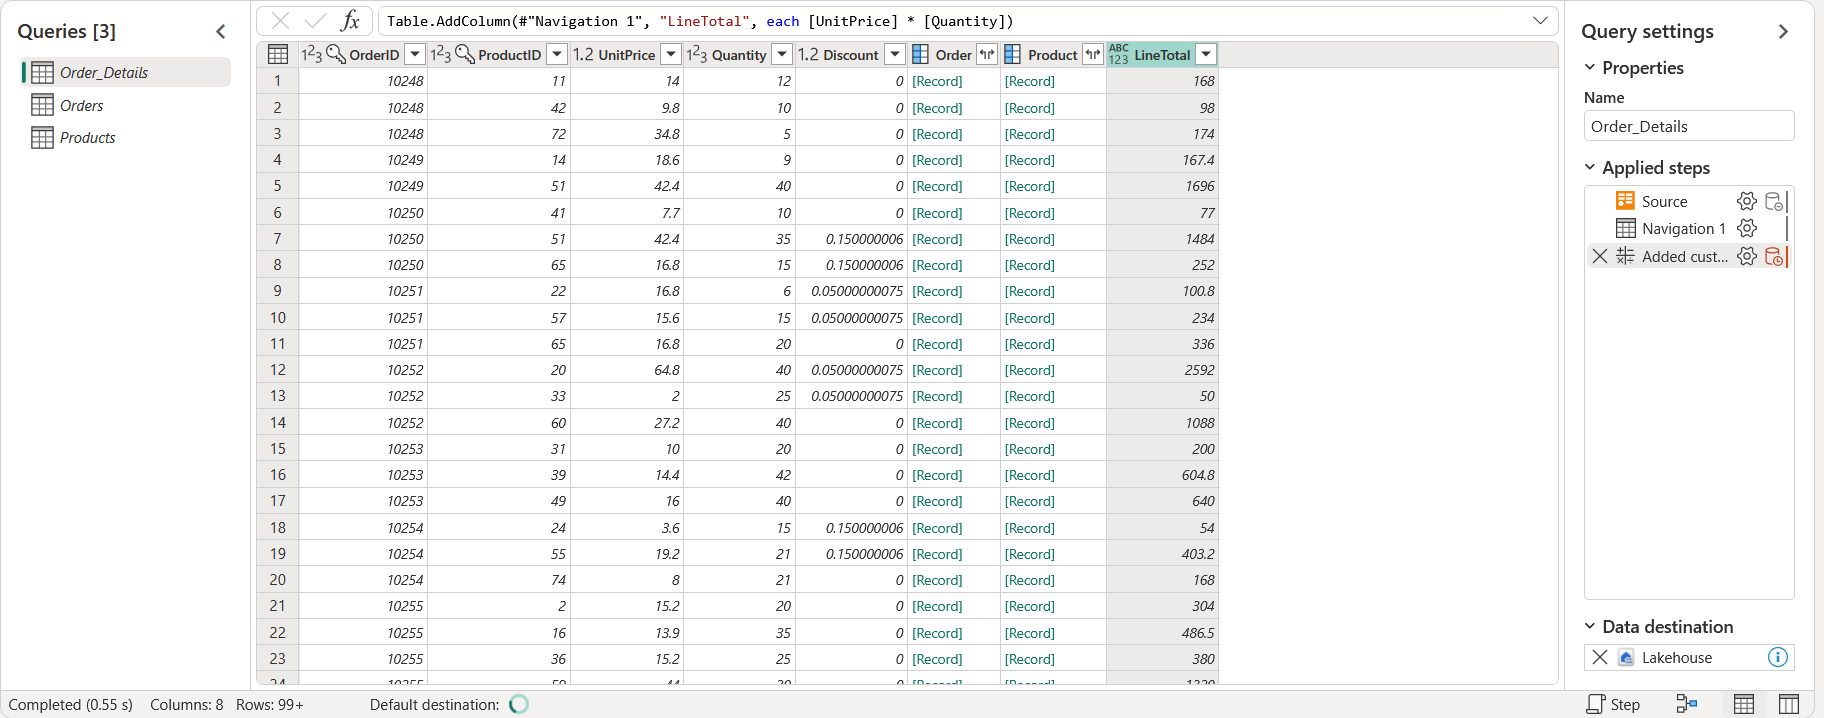 Queries [3]
Order_Details
Orders
Products
fx
Table.AddColumn(#"Navigation 1", "LineTotal", each [UnitPrice] * [Quantity])
1²3 OrderID 1²3 ProductID 1.2 UnitPrice 1²3 Quantity 1.2 Discount Order Product ABC 123 LineTotal
1 10248 11 14 12 0 [Record] [Record] 168
2 10248 42 9.8 10 0 [Record] [Record] 98
3 10248 72 34.8 5 0 [Record] [Record] 174
4 10249 14 18.6 9 0 [Record] [Record] 167.4
5 10249 51 42.4 40 0 [Record] [Record] 1696
6 10250 41 7.7 10 0 [Record] [Record] 77
7 10250 51 42.4 35 0.150000006 [Record] [Record] 1484
8 10250 65 16.8 15 0.150000006 [Record] [Record] 252
9 10251 22 16.8 6 0.05000000075 [Record] [Record] 100.8
10 10251 57 15.6 15 0.05000000075 [Record] [Record] 234
11 10251 65 16.8 20 0 [Record] [Record] 336
12 10252 20 64.8 40 0.05000000075 [Record] [Record] 2592
13 10252 33 2 25 0.05000000075 [Record] [Record] 50
14 10252 60 27.2 40 0 [Record] [Record] 1088
15 10253 31 10 20 0 [Record] [Record] 200
16 10253 39 14.4 42 0 [Record] [Record] 604.8
17 10253 49 16 40 0 [Record] [Record] 640
18 10254 24 3.6 15 0.150000006 [Record] [Record] 54
19 10254 55 19.2 21 0.150000006 [Record] [Record] 403.2
20 10254 74 8 21 0 [Record] [Record] 168
21 10255 2 15.2 20 0 [Record] [Record] 304
22 10255 16 13.9 35 0 [Record] [Record] 486.5
23 10255 36 15.2 25 0 [Record] [Record] 380
Query settings
Properties
Name
Order_Details
Applied steps
Source
Navigation 1
Added cust...
Data destination
Lakehouse
Completed (0.55 s) Columns: 8 Rows: 99+ Default destination: Step